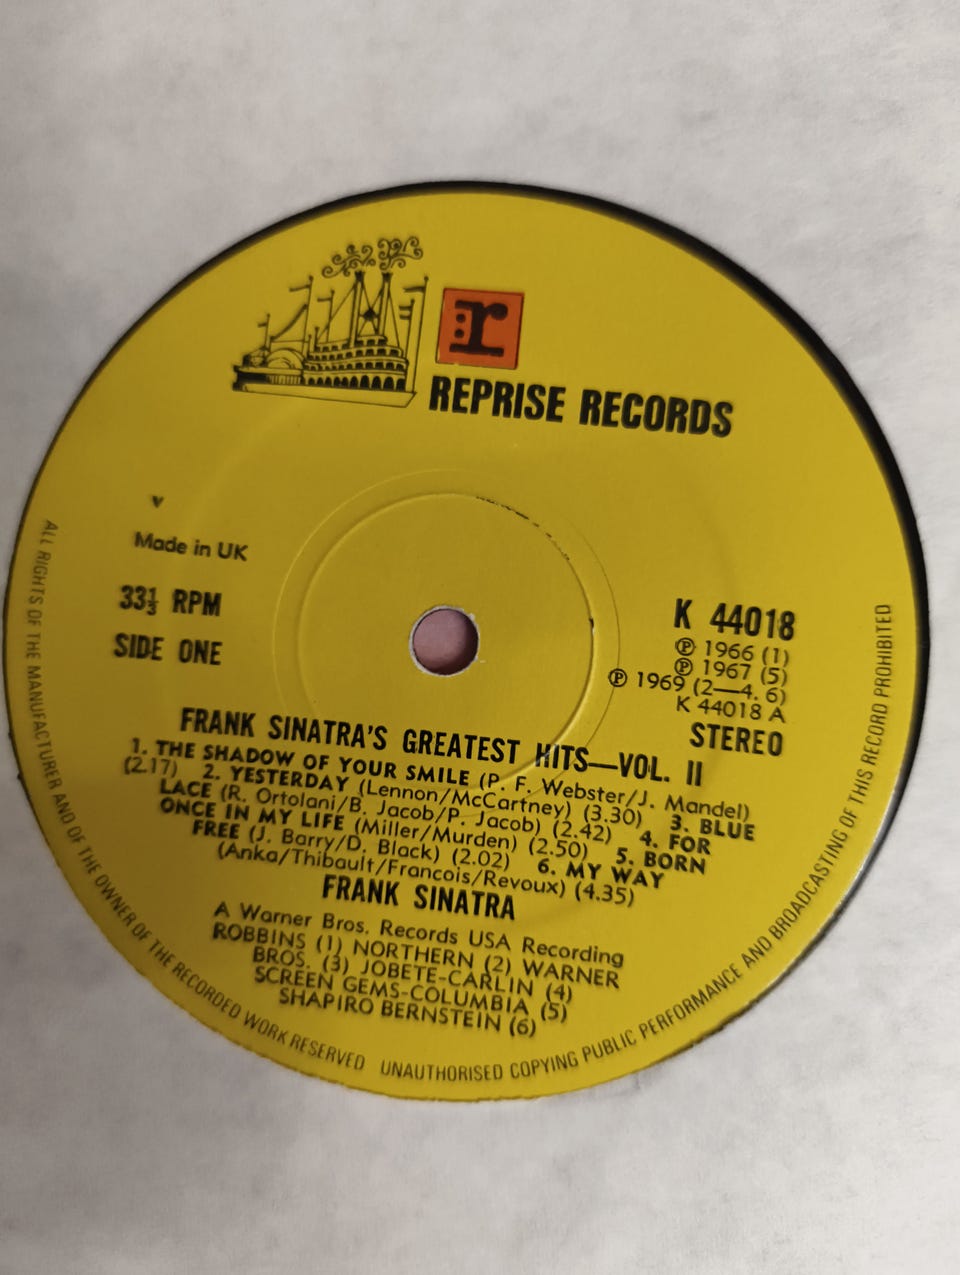 r
REPRISE RECORDS
v
Made in UK
33⅓ RPM
SIDE ONE
K 44018
℗ 1966 (1)
℗ 1967 (5)
℗ 1969 (2—4. 6)
K 44018 A
STEREO
FRANK SINATRA'S GREATEST HITS—VOL. II
1. THE SHADOW OF YOUR SMILE (P. F. Webster/J. Mandel)
(2.17) 2. YESTERDAY (Lennon/McCartney) (3.30) 3. BLUE
LACE (R. Ortolani/B. Jacob/P. Jacob) (2.42) 4. FOR
ONCE IN MY LIFE (Miller/Murden) (2.50) 5. BORN
FREE (J. Barry/D. Black) (2.02) 6. MY WAY
(Anka/Thibault/Francois/Revoux) (4.35)
FRANK SINATRA
A Warner Bros. Records USA Recording
ROBBINS (1) NORTHERN (2) WARNER
BROS. (3) JOBETE-CARLIN (4)
SCREEN GEMS-COLUMBIA (5)
SHAPIRO BERNSTEIN (6)
ALL RIGHTS OF THE MANUFACTURER AND OF THE OWNER OF THE RECORDED WORK RESERVED UNAUTHORISED COPYING PUBLIC PERFORMANCE AND BROADCASTING OF THIS RECORD PROHIBITED